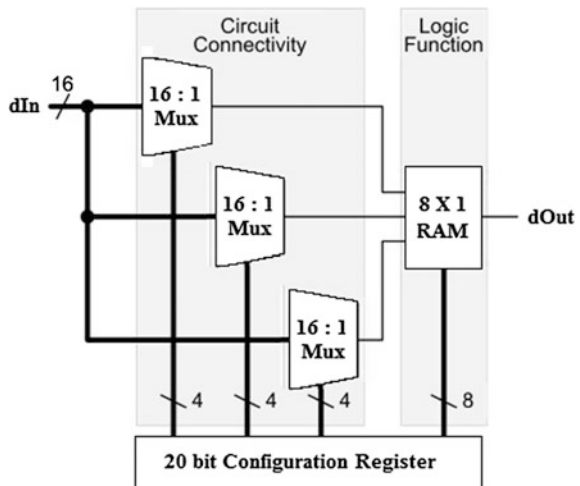 Circuit
Connectivity
Logic
Function
16
dIn
16 : 1
Mux
16 : 1
Mux
8 X 1
RAM
dOut
16 : 1
Mux
4
4
4
8
20 bit Configuration Register